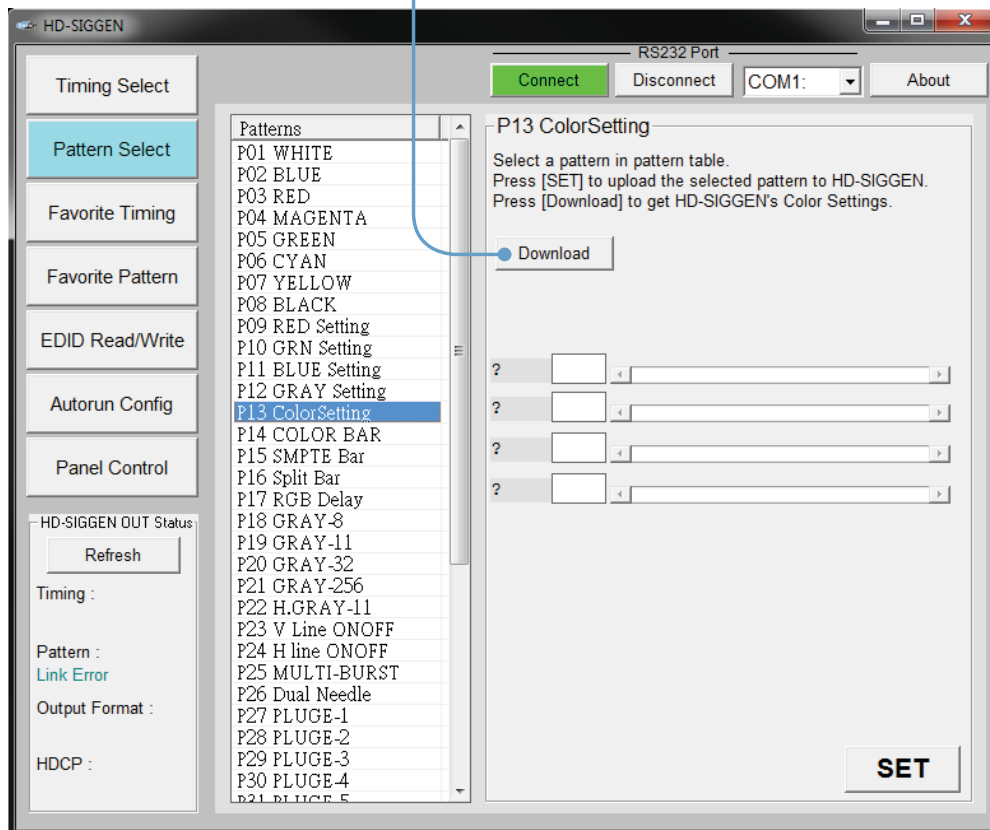 HD-SIGGEN
RS232 Port
Timing Select
Connect
Disconnect
COM1:
About
Pattern Select
Favorite Timing
Favorite Pattern
EDID Read/Write
Autorun Config
Panel Control
HD-SIGGEN OUT Status
Refresh
Timing :
Pattern :
Link Error
Output Format :
HDCP :
Patterns
P01 WHITE
P02 BLUE
P03 RED
P04 MAGENTA
P05 GREEN
P06 CYAN
P07 YELLOW
P08 BLACK
P09 RED Setting
P10 GRN Setting
P11 BLUE Setting
P12 GRAY Setting
P13 ColorSetting
P14 COLOR BAR
P15 SMPTE Bar
P16 Split Bar
P17 RGB Delay
P18 GRAY-8
P19 GRAY-11
P20 GRAY-32
P21 GRAY-256
P22 H.GRAY-11
P23 V Line ONOFF
P24 H line ONOFF
P25 MULTI-BURST
P26 Dual Needle
P27 PLUGE-1
P28 PLUGE-2
P29 PLUGE-3
P30 PLUGE-4
P31 PLUGE-5
P13 ColorSetting
Select a pattern in pattern table.
Press [SET] to upload the selected pattern to HD-SIGGEN.
Press [Download] to get HD-SIGGEN's Color Settings.
Download
?
?
?
?
SET